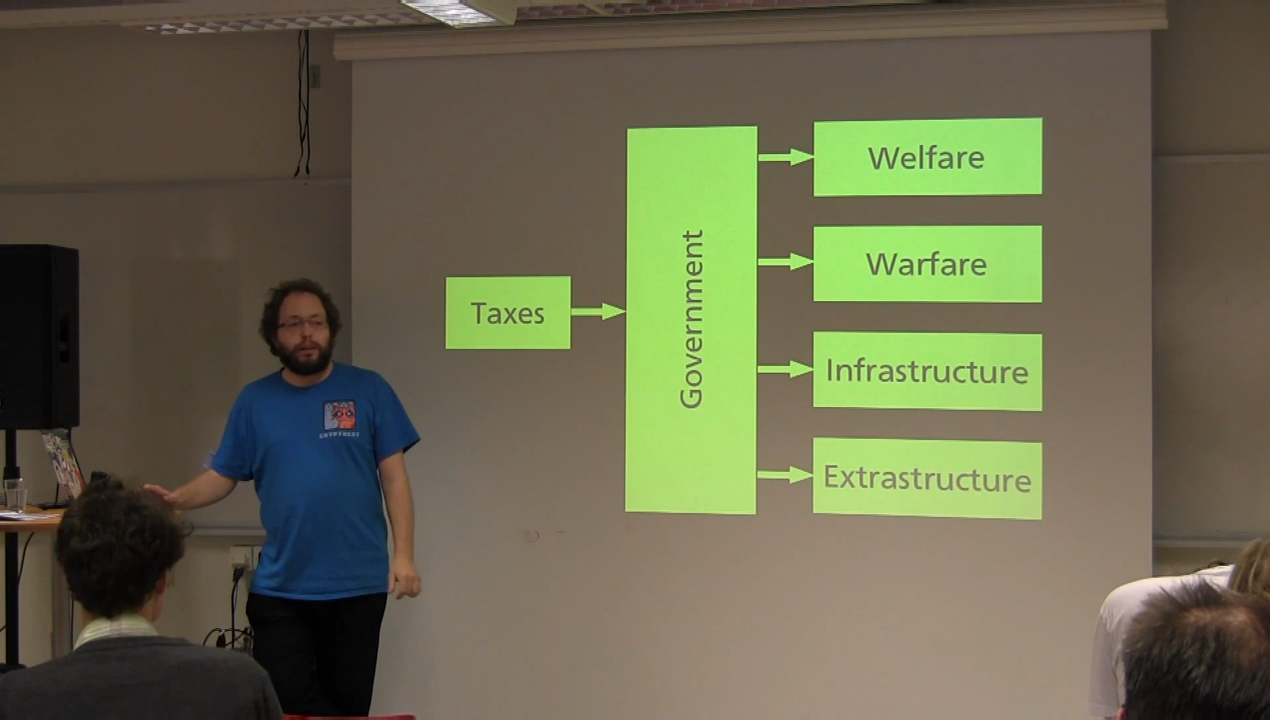 Welfare
Warfare
Taxes
Government
Infrastructure
Extrastructure